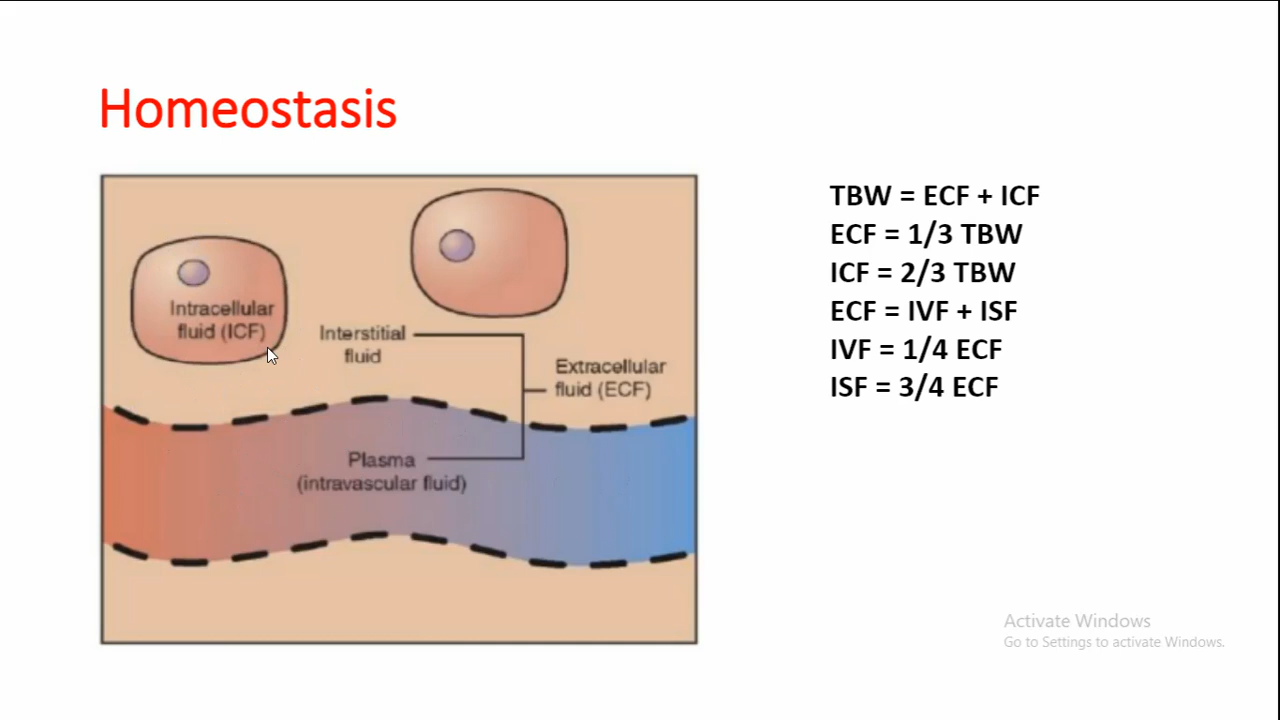 Homeostasis
Intracellular
fluid (ICF)
Interstitial
fluid
Extracellular
fluid (ECF)
Plasma
(intravascular fluid)
TBW = ECF + ICF
ECF = 1/3 TBW
ICF = 2/3 TBW
ECF = IVF + ISF
IVF = 1/4 ECF
ISF = 3/4 ECF
Activate Windows
Go to Settings to activate Windows.